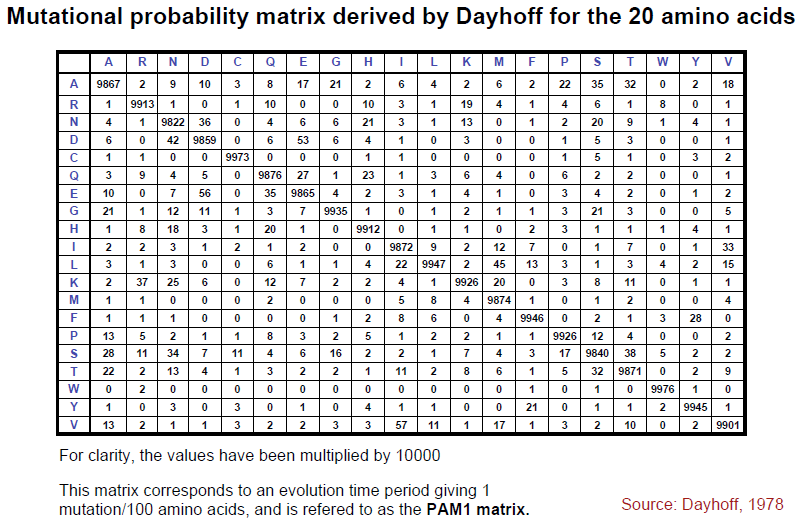 Mutational probability matrix derived by Dayhoff for the 20 amino acids
A R N D C Q E G H I L K M F P S T W Y V
A 9867 2 9 10 3 8 17 21 2 6 4 2 6 2 22 35 32 0 2 18
R 1 9913 1 0 1 10 0 0 10 3 1 19 4 1 4 6 1 8 0 1
N 4 1 9822 36 0 4 6 6 21 3 1 13 0 1 2 20 9 1 4 1
D 6 0 42 9859 0 6 53 6 4 1 0 3 0 0 1 5 3 0 0 1
C 1 1 0 0 9973 0 0 0 1 1 0 0 0 0 1 5 1 0 3 2
Q 3 9 4 5 0 9876 27 1 23 1 3 6 4 0 6 2 2 0 0 1
E 10 0 7 56 0 35 9865 4 2 3 1 4 1 0 3 4 2 0 1 2
G 21 1 12 11 1 3 7 9935 1 0 1 2 1 1 3 21 3 0 0 5
H 1 8 18 3 1 20 1 0 9912 0 1 1 0 2 3 1 1 1 4 1
I 2 2 3 1 2 1 2 0 0 9872 9 2 12 7 0 1 7 0 1 33
L 3 1 3 0 0 6 1 1 4 22 9947 2 45 13 3 1 3 4 2 15
K 2 37 25 6 0 12 7 2 2 4 1 9926 20 0 3 8 11 0 1 1
M 1 1 0 0 0 2 0 0 0 5 8 4 9874 1 0 1 2 0 0 4
F 1 1 1 0 0 0 0 1 2 8 6 0 4 9946 0 2 1 3 28 0
P 13 5 2 1 1 8 3 2 5 1 2 2 1 1 9926 12 4 0 0 2
S 28 11 34 7 11 4 6 16 2 2 1 7 4 3 17 9840 38 5 2 2
T 22 2 13 4 1 3 2 2 1 11 2 8 6 1 5 32 9871 0 2 9
W 0 2 0 0 0 0 0 0 0 0 0 0 0 1 0 1 0 9976 1 0
Y 1 0 3 0 3 0 1 0 4 1 1 0 0 21 0 1 1 2 9945 1
V 13 2 1 1 3 2 2 3 3 57 11 1 17 1 3 2 10 0 2 9901
For clarity, the values have been multiplied by 10000
This matrix corresponds to an evolution time period giving 1
mutation/100 amino acids, and is refered to as the PAM1 matrix.
Source: Dayhoff, 1978